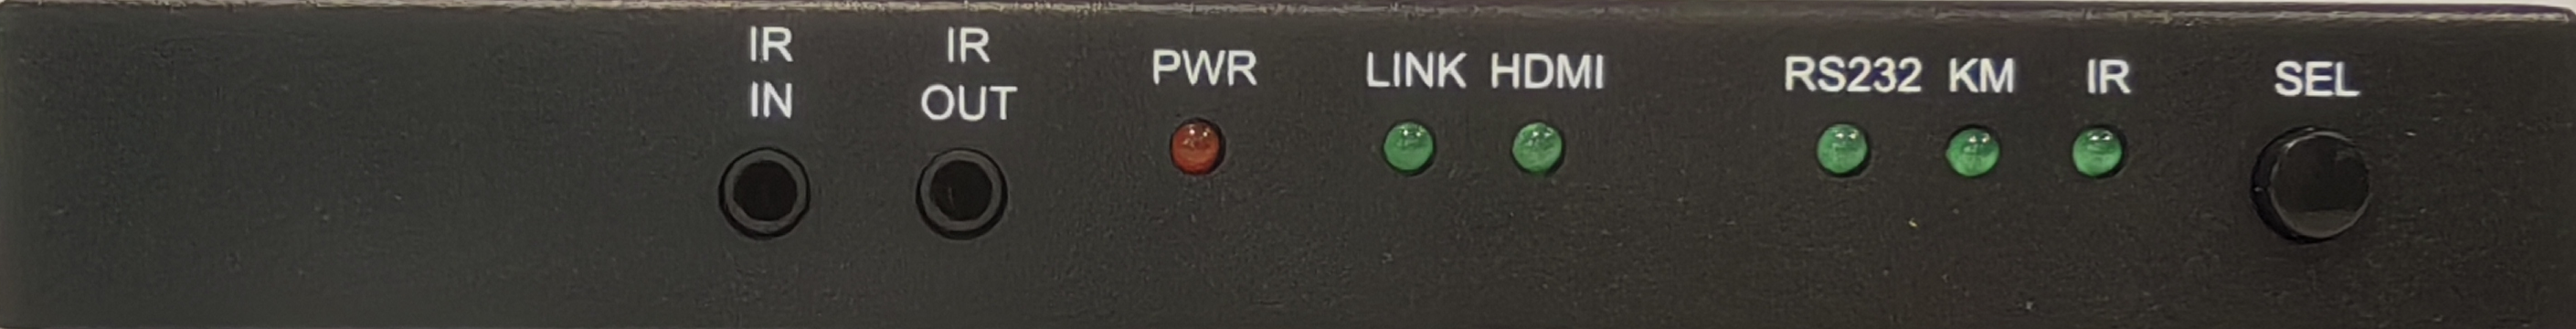 IR IN
IR OUT
PWR
LINK
HDMI
RS232
KM
IR
SEL